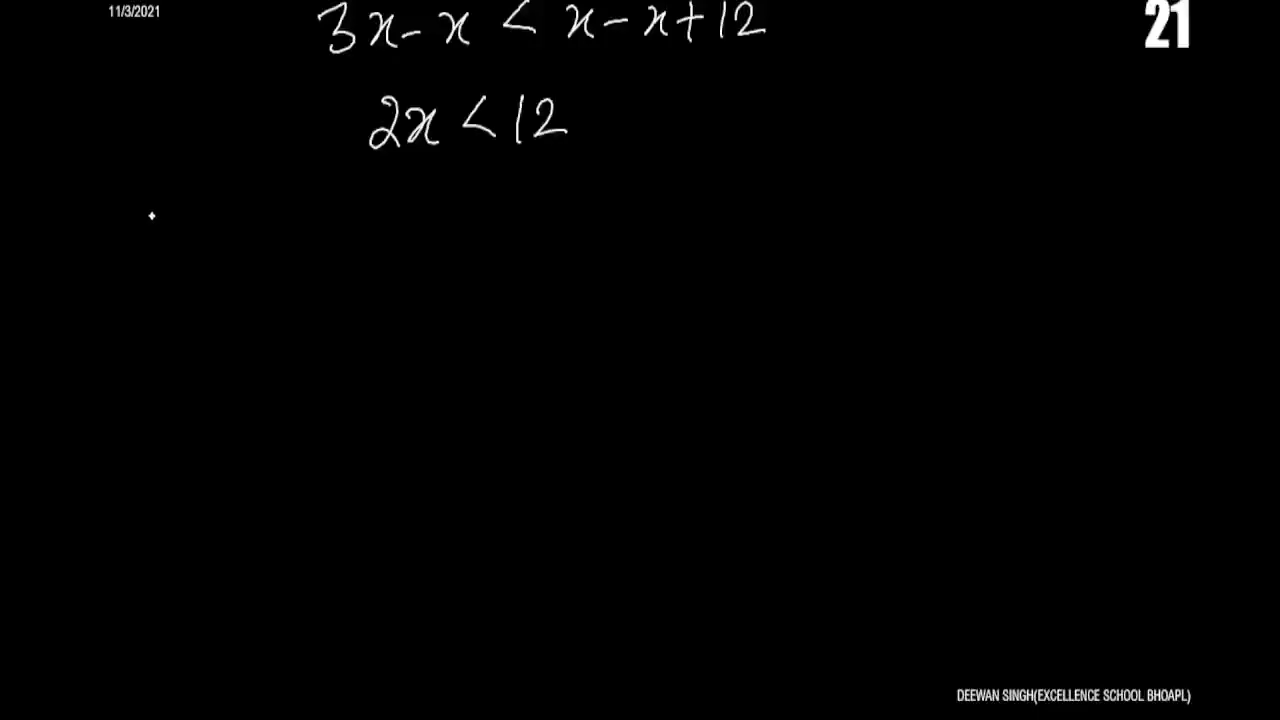 11/3/2021
21
3x-x < x-x+12
2x < 12
DEEWAN SINGH(EXCELLENCE SCHOOL BHOAPL)